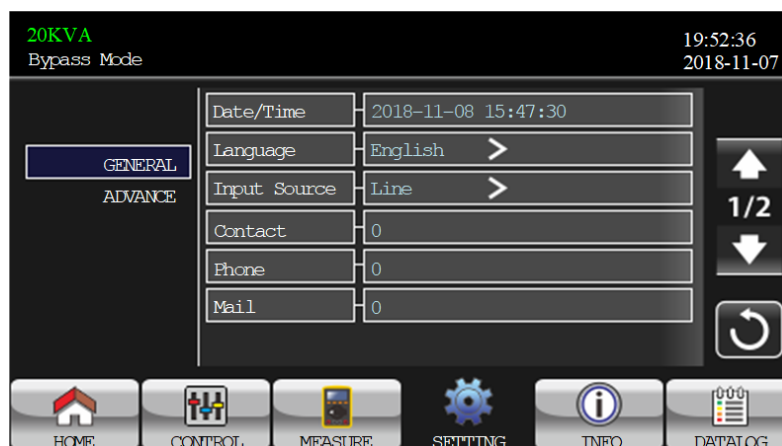 20KVA
Bypass Mode
19:52:36
2018-11-07
GENERAL
ADVANCE
Date/Time 2018-11-08 15:47:30
Language English >
Input Source Line >
Contact 0
Phone 0
Mail 0
1/2
HOME CONTROL MEASURE SETTING INFO DATALOG